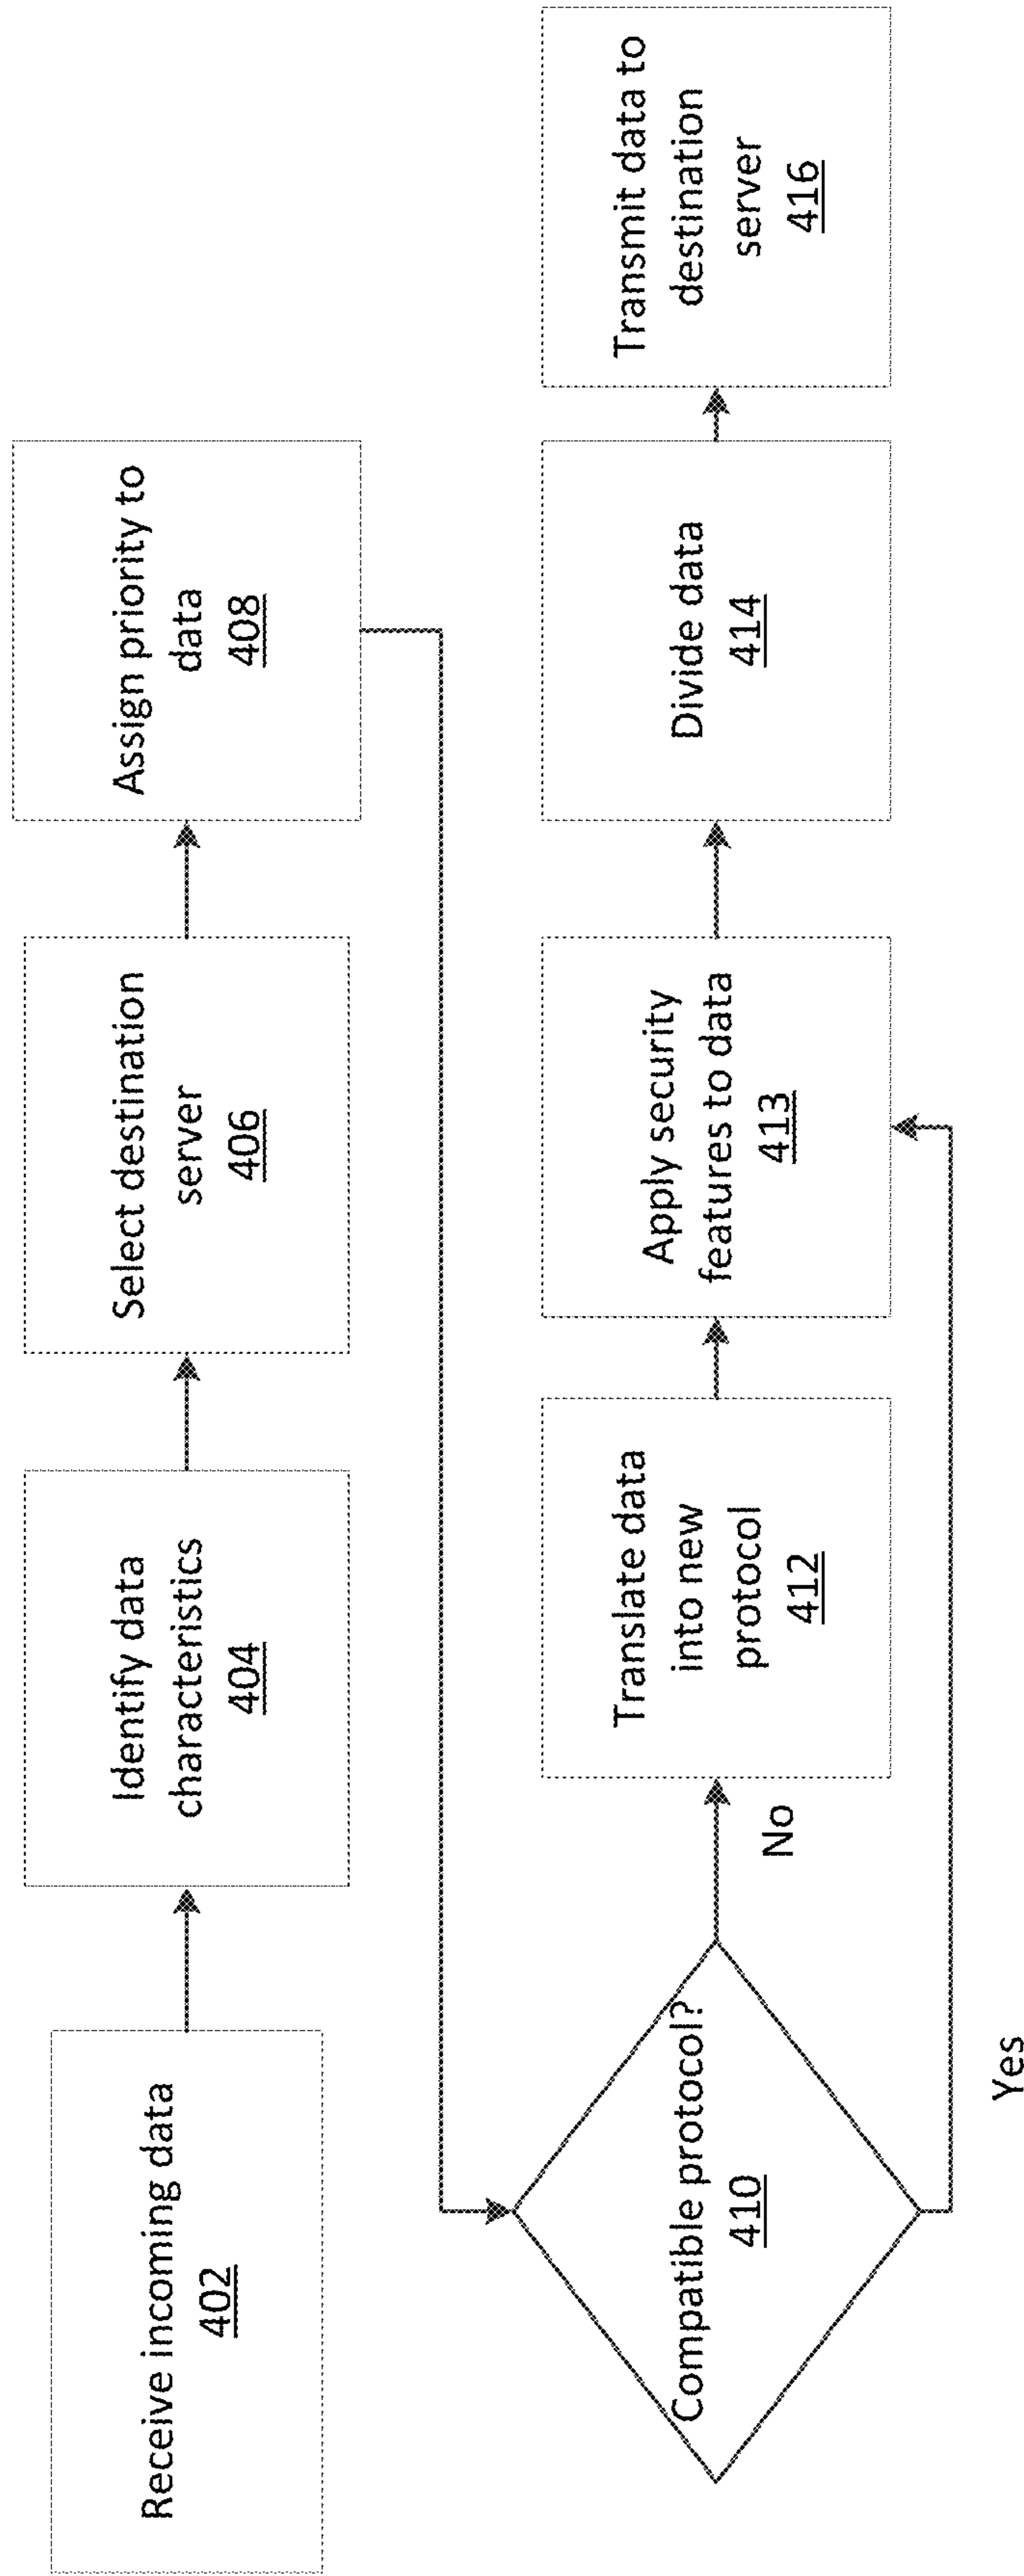 Receive incoming data
402
Identify data
characteristics
404
Select destination
server
406
Assign priority to
data
408
Compatible protocol?
410
No
Yes
Translate data
into new
protocol
412
Apply security
features to data
413
Divide data
414
Transmit data to
destination
server
416